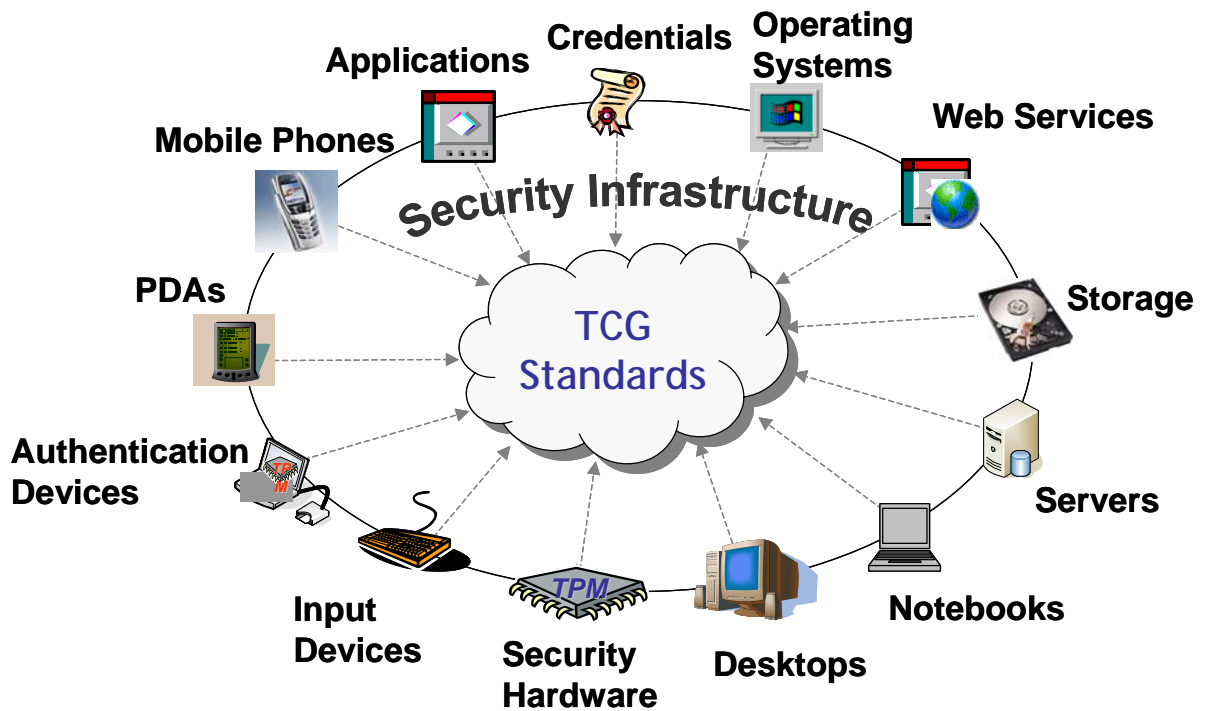 Credentials
Operating
Systems
Applications
Web Services
Mobile Phones
Security Infrastructure
PDAs
Storage
TCG
Standards
Authentication
Devices
TP
M
Servers
TPM
Input
Devices
Notebooks
Security
Hardware
Desktops